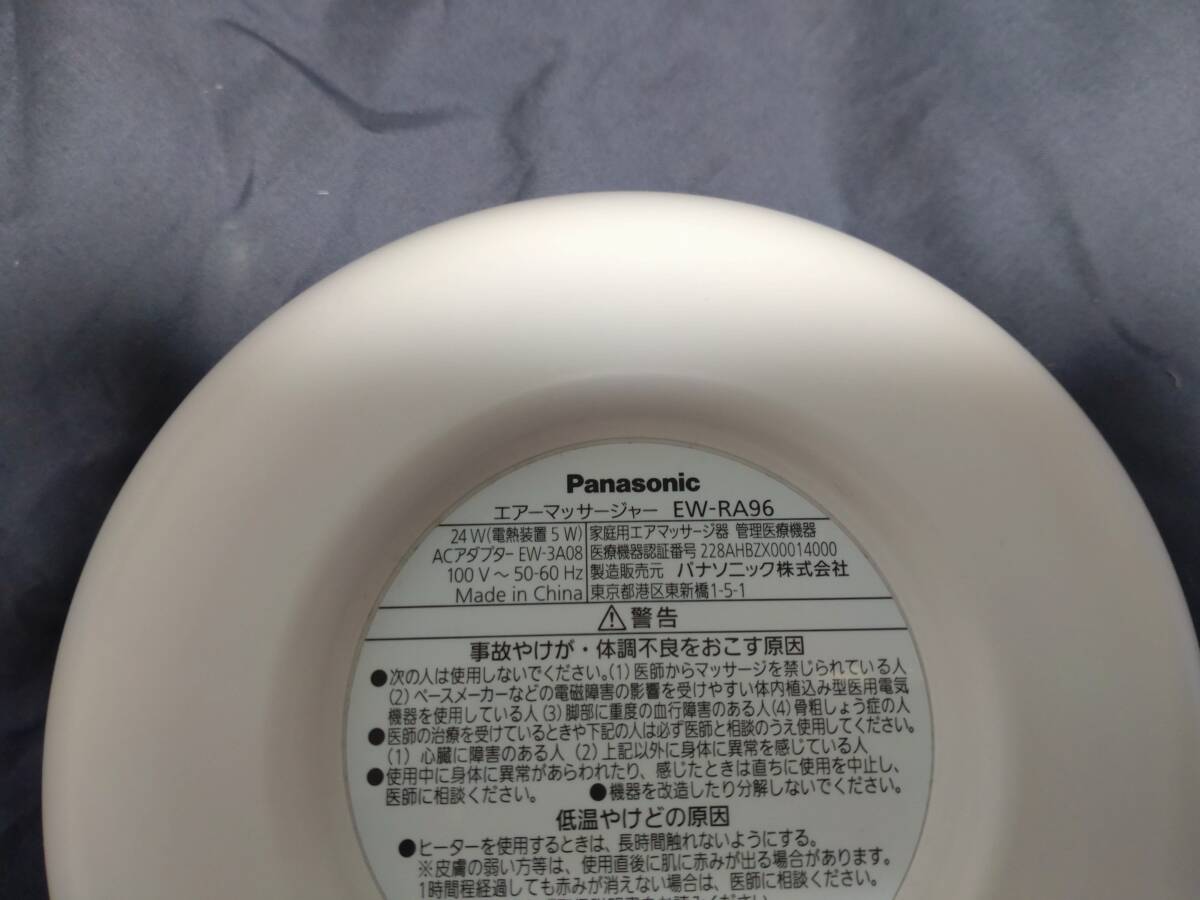 Panasonic
エアーマッサージャー EW-RA96
24W(電熱装置5W) 家庭用エアマッサージ器 管理医療機器
ACアダプター EW-3A08 医療機器認証番号 228AHBZX00014000
100V～50-60Hz 製造販売元 パナソニック株式会社
Made in China 東京都港区東新橋1-5-1
⚠警告
事故やけが・体調不良をおこす原因
●次の人は使用しないでください。(1)医師からマッサージを禁じられている人
(2)ペースメーカーなどの電磁障害の影響を受けやすい体内植込み型医用電気
機器を使用している人(3)脚部に重度の血行障害のある人(4)骨粗しょう症の人
●医師の治療を受けているときや下記の人は必ず医師と相談のうえ使用してください。
(1)心臓に障害のある人(2)上記以外に身体に異常を感じている人
●使用中に身体に異常があらわれたり、感じたときは直ちに使用を中止し、
医師に相談ください。 ●機器を改造したり分解しないでください。
低温やけどの原因
●ヒーターを使用するときは、長時間触れないようにする。
※皮膚の弱い方等は、使用直後に肌に赤みが出る場合があります。
1時間程経過しても赤みが消えない場合は、医師に相談ください。